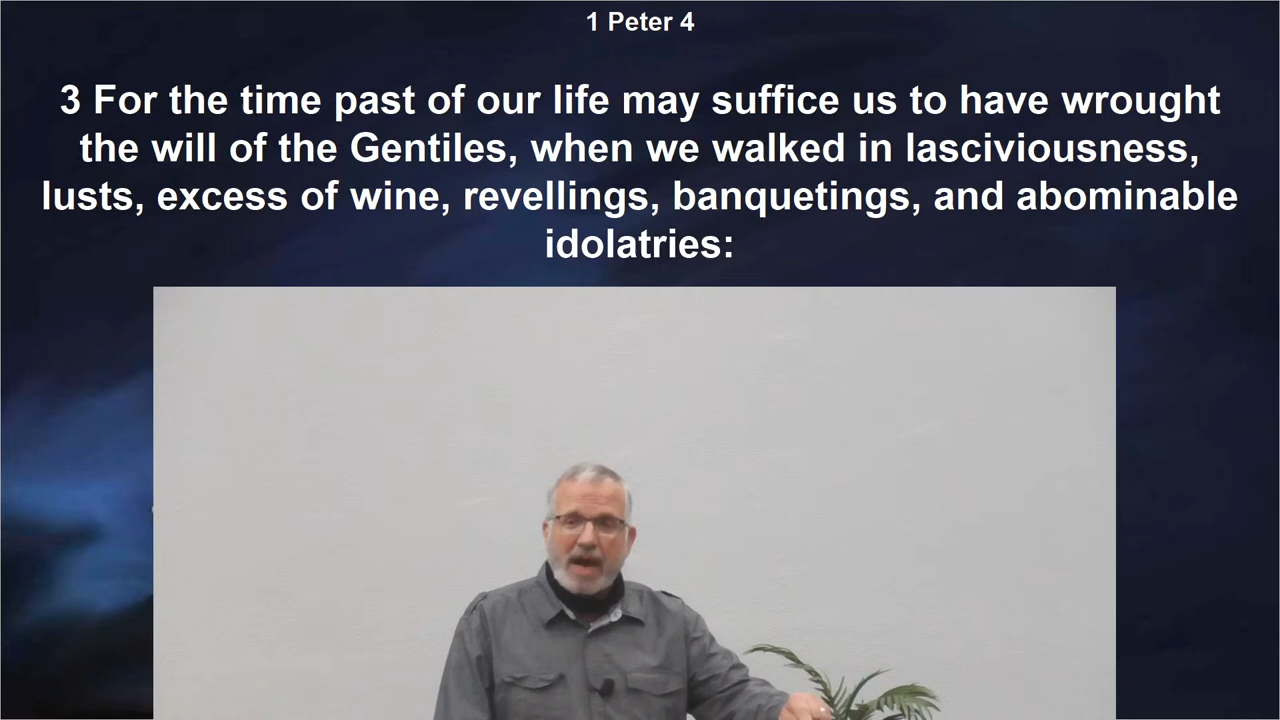 1 Peter 4
3 For the time past of our life may suffice us to have wrought
the will of the Gentiles, when we walked in lasciviousness,
lusts, excess of wine, revellings, banquetings, and abominable
idolatries: